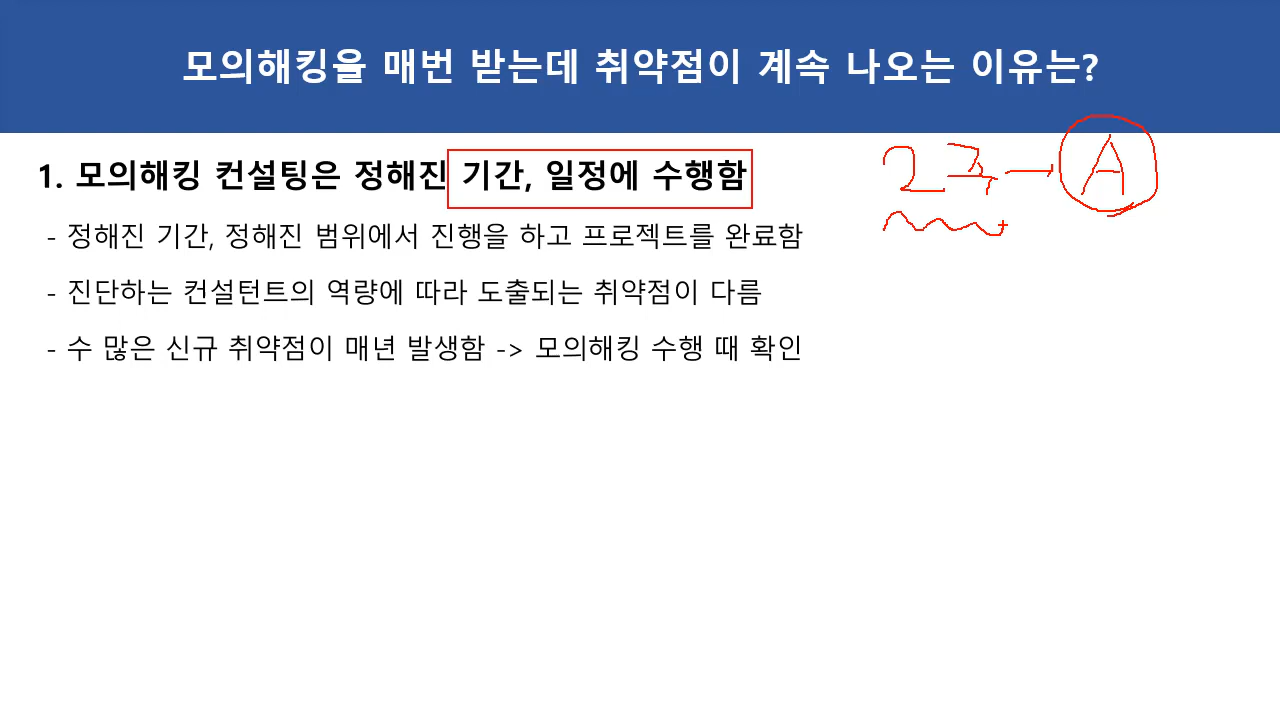 모의해킹을 매번 받는데 취약점이 계속 나오는 이유는?
1. 모의해킹 컨설팅은 정해진 기간, 일정에 수행함
2주 → A
- 정해진 기간, 정해진 범위에서 진행을 하고 프로젝트를 완료함
- 진단하는 컨설턴트의 역량에 따라 도출되는 취약점이 다름
- 수 많은 신규 취약점이 매년 발생함 -> 모의해킹 수행 때 확인